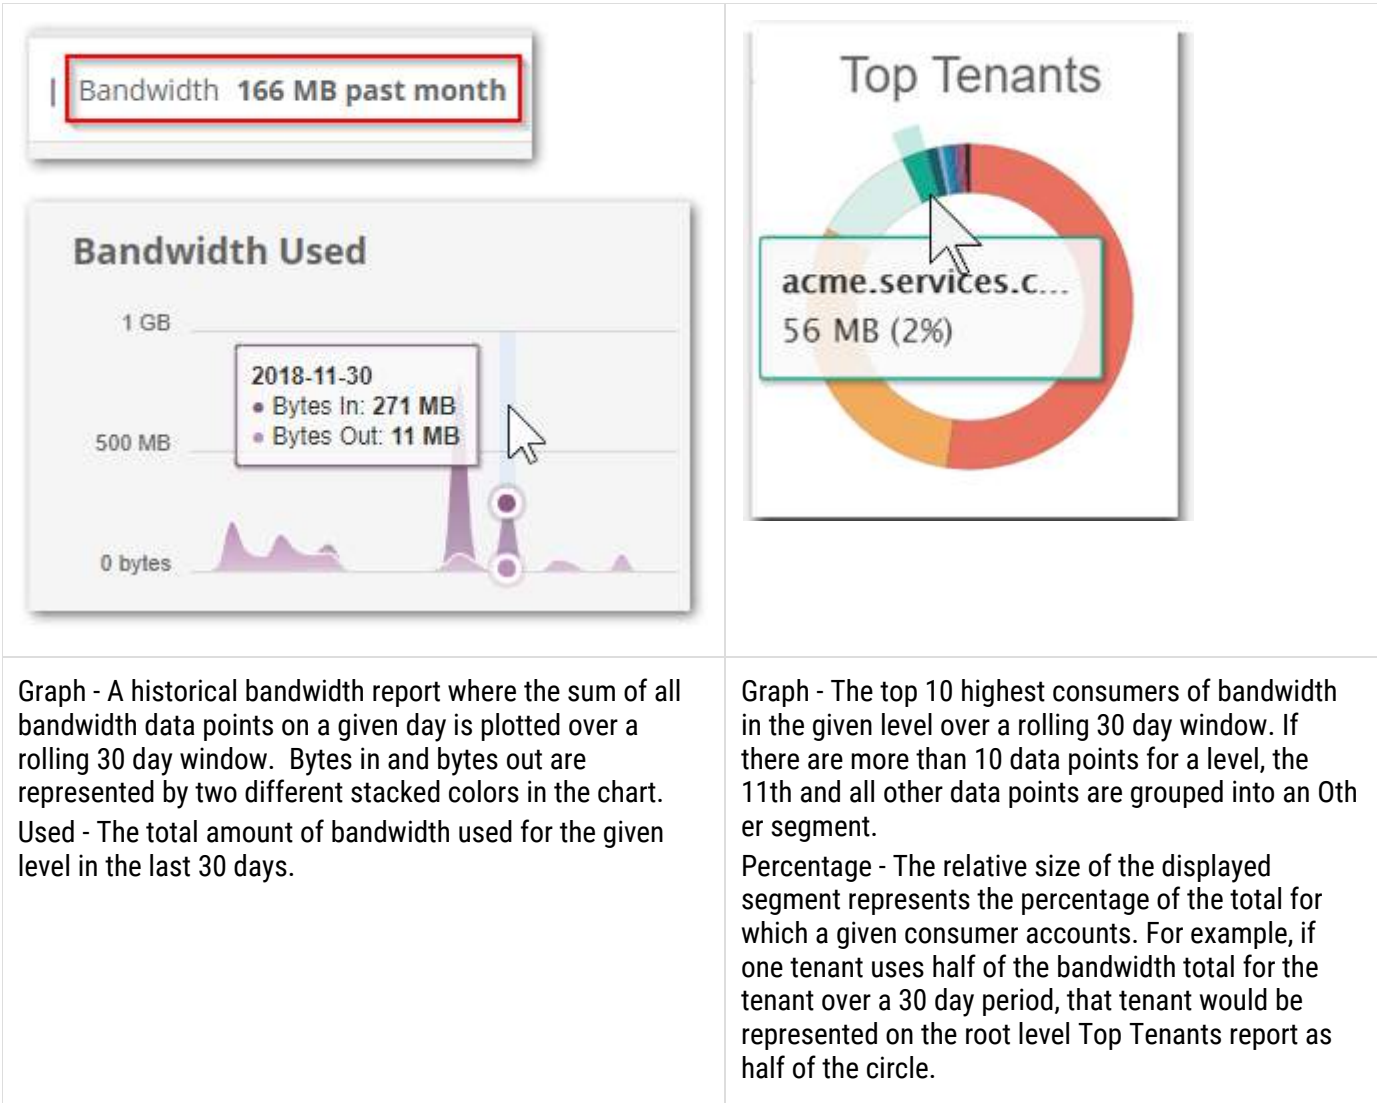 | Bandwidth 166 MB past month
Bandwidth Used
1 GB
500 MB
0 bytes
2018-11-30
• Bytes In: 271 MB
• Bytes Out: 11 MB
Top Tenants
acme.services.c...
56 MB (2%)
Graph - A historical bandwidth report where the sum of all
bandwidth data points on a given day is plotted over a
rolling 30 day window.  Bytes in and bytes out are
represented by two different stacked colors in the chart.
Used - The total amount of bandwidth used for the given
level in the last 30 days.
Graph - The top 10 highest consumers of bandwidth
in the given level over a rolling 30 day window. If
there are more than 10 data points for a level, the
11th and all other data points are grouped into an Oth
er segment.
Percentage - The relative size of the displayed
segment represents the percentage of the total for
which a given consumer accounts. For example, if
one tenant uses half of the bandwidth total for the
tenant over a 30 day period, that tenant would be
represented on the root level Top Tenants report as
half of the circle.